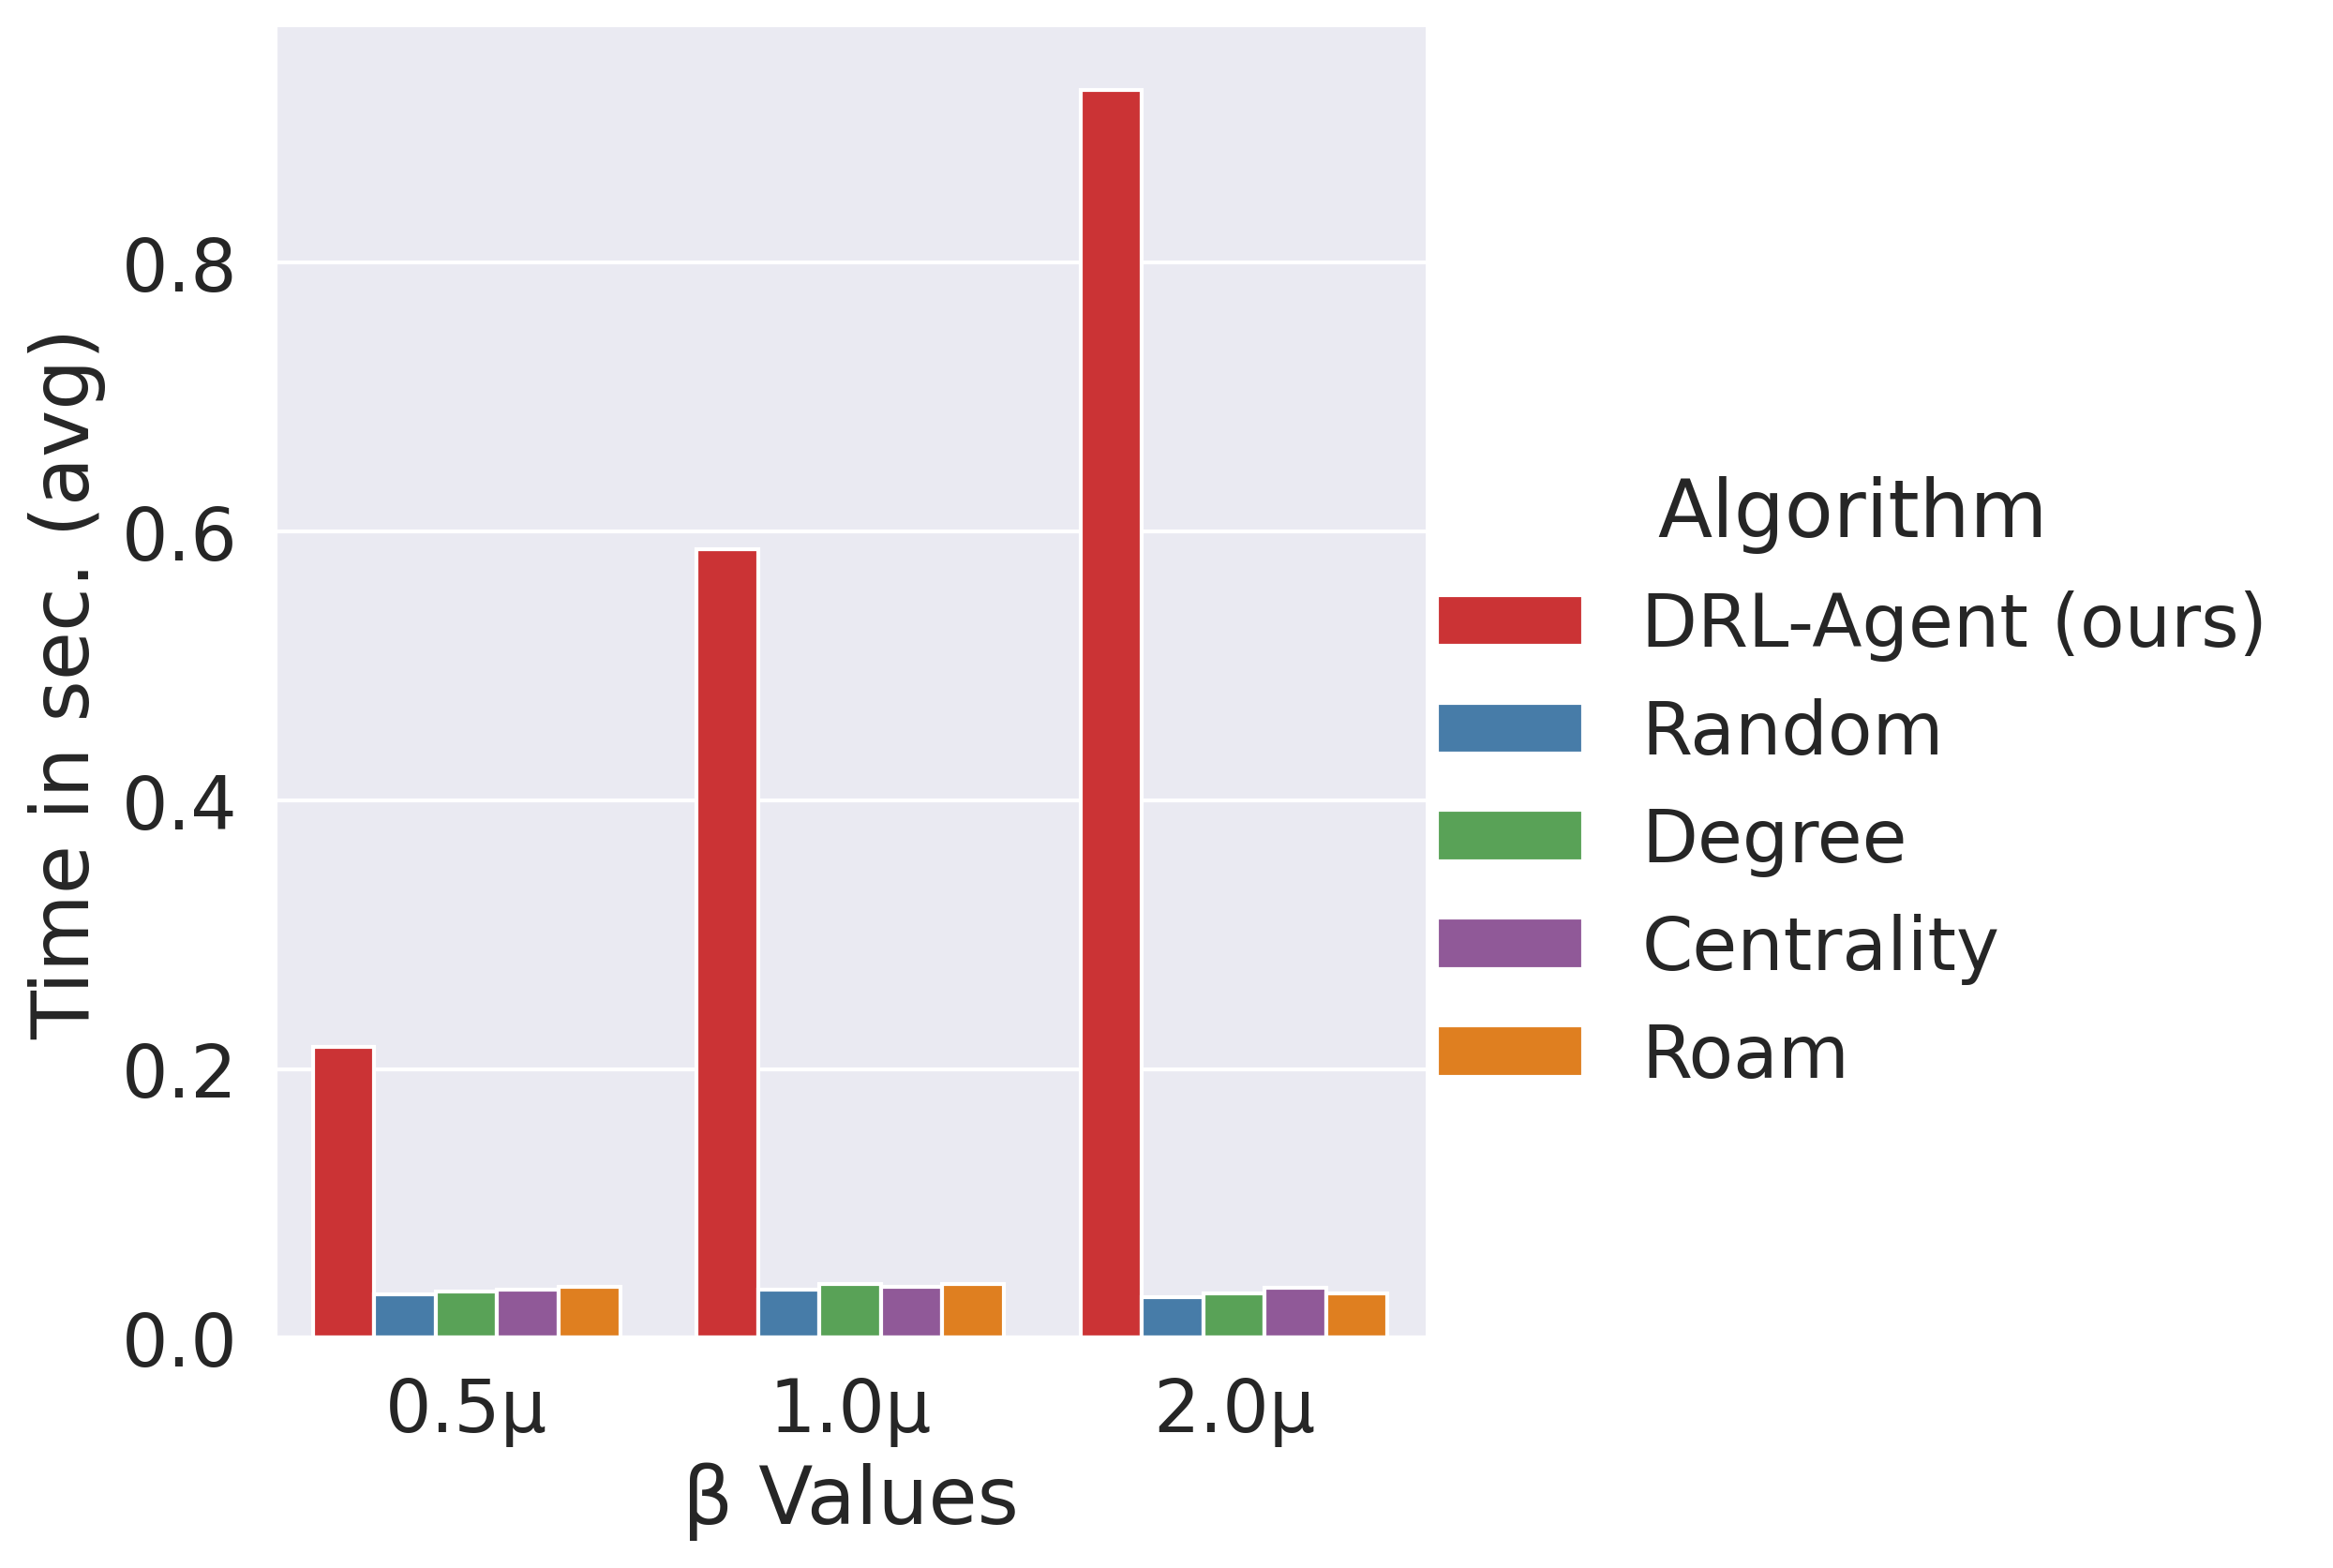 Time in sec. (avg)
0.8
0.6
0.4
0.2
0.0
0.5μ 1.0μ 2.0μ
β Values
Algorithm
DRL-Agent (ours)
Random
Degree
Centrality
Roam